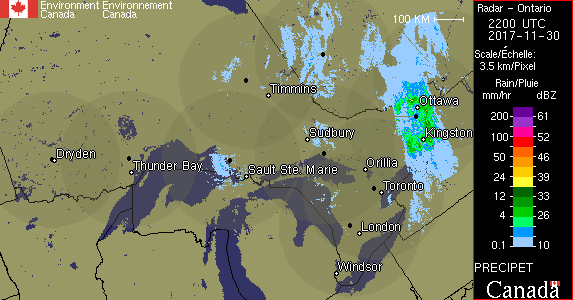 Environment Environnement
Canada Canada
Radar - Ontario
2200 UTC
2017-11-30
Scale/Échelle:
3.5 km/Pixel
Rain/Pluie
mm/hr dBZ
200 61
100 52
50 46
24 39
12 33
4 26
0.1 10
PRECIPET
Canada
100 KM
Timmins
Ottawa
Sudbury
Kingston
Dryden
Thunder Bay
Sault Ste. Marie
Orillia
Toronto
London
Windsor